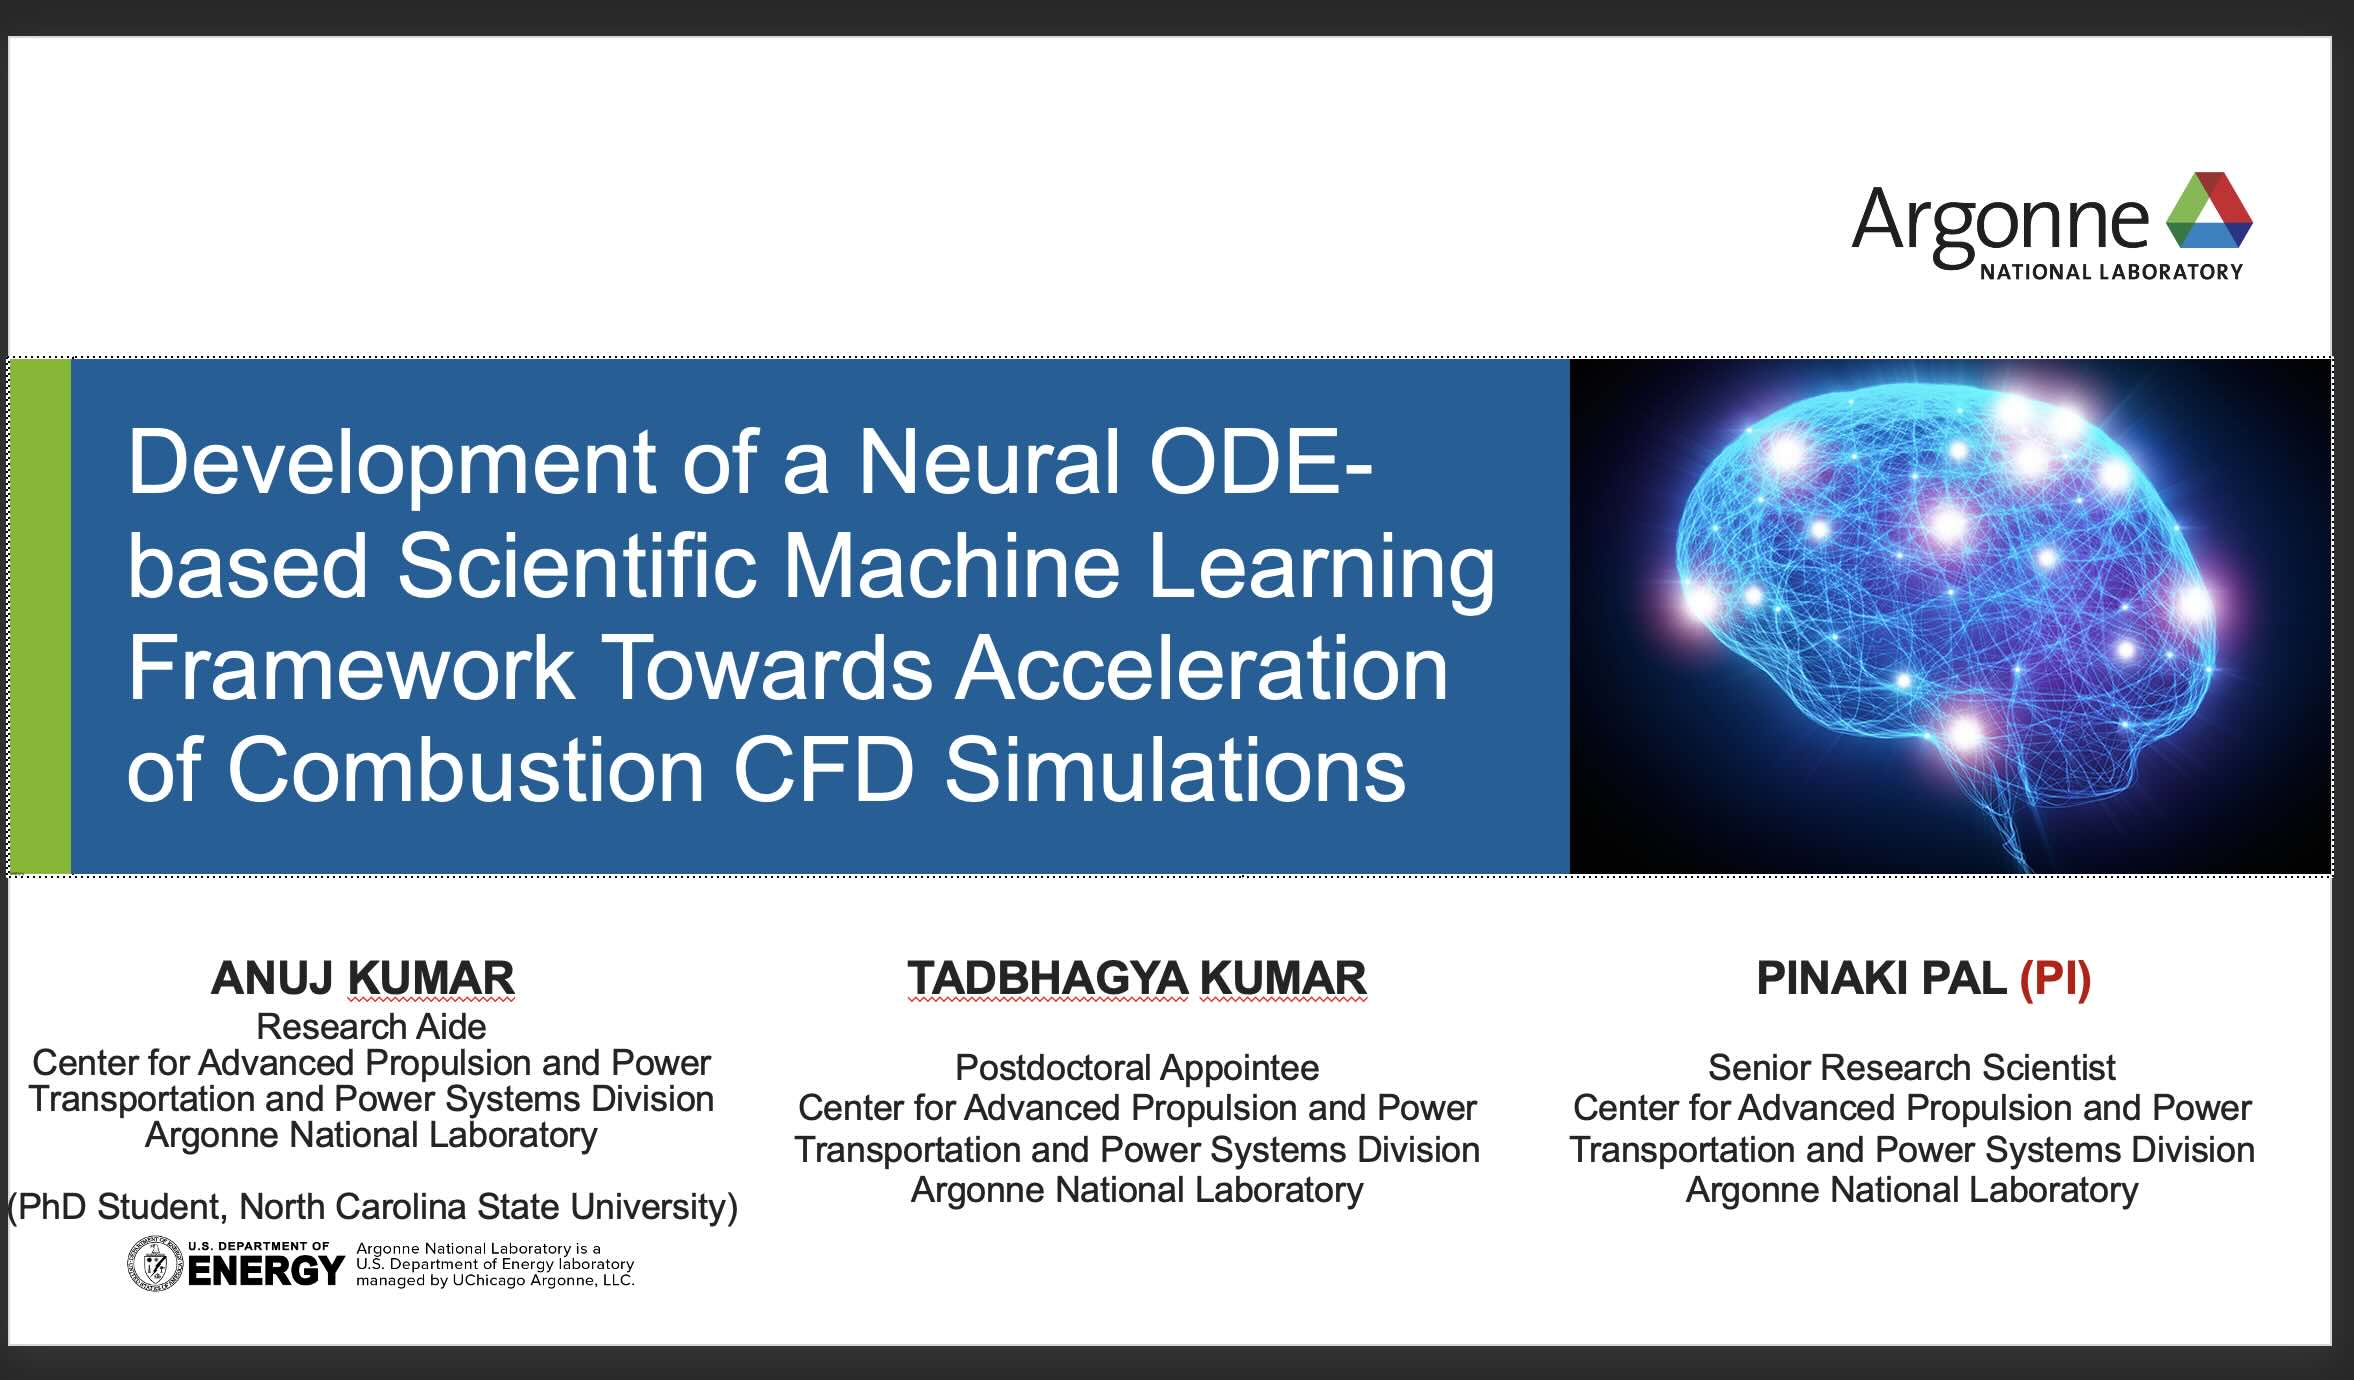 Argonne
NATIONAL LABORATORY
Development of a Neural ODE-
based Scientific Machine Learning
Framework Towards Acceleration
of Combustion CFD Simulations
ANUJ KUMAR
Research Aide
Center for Advanced Propulsion and Power
Transportation and Power Systems Division
Argonne National Laboratory
(PhD Student, North Carolina State University)
TADBHAGYA KUMAR
Postdoctoral Appointee
Center for Advanced Propulsion and Power
Transportation and Power Systems Division
Argonne National Laboratory
PINAKI PAL (PI)
Senior Research Scientist
Center for Advanced Propulsion and Power
Transportation and Power Systems Division
Argonne National Laboratory
U.S. DEPARTMENT OF
ENERGY
Argonne National Laboratory is a
U.S. Department of Energy laboratory
managed by UChicago Argonne, LLC.